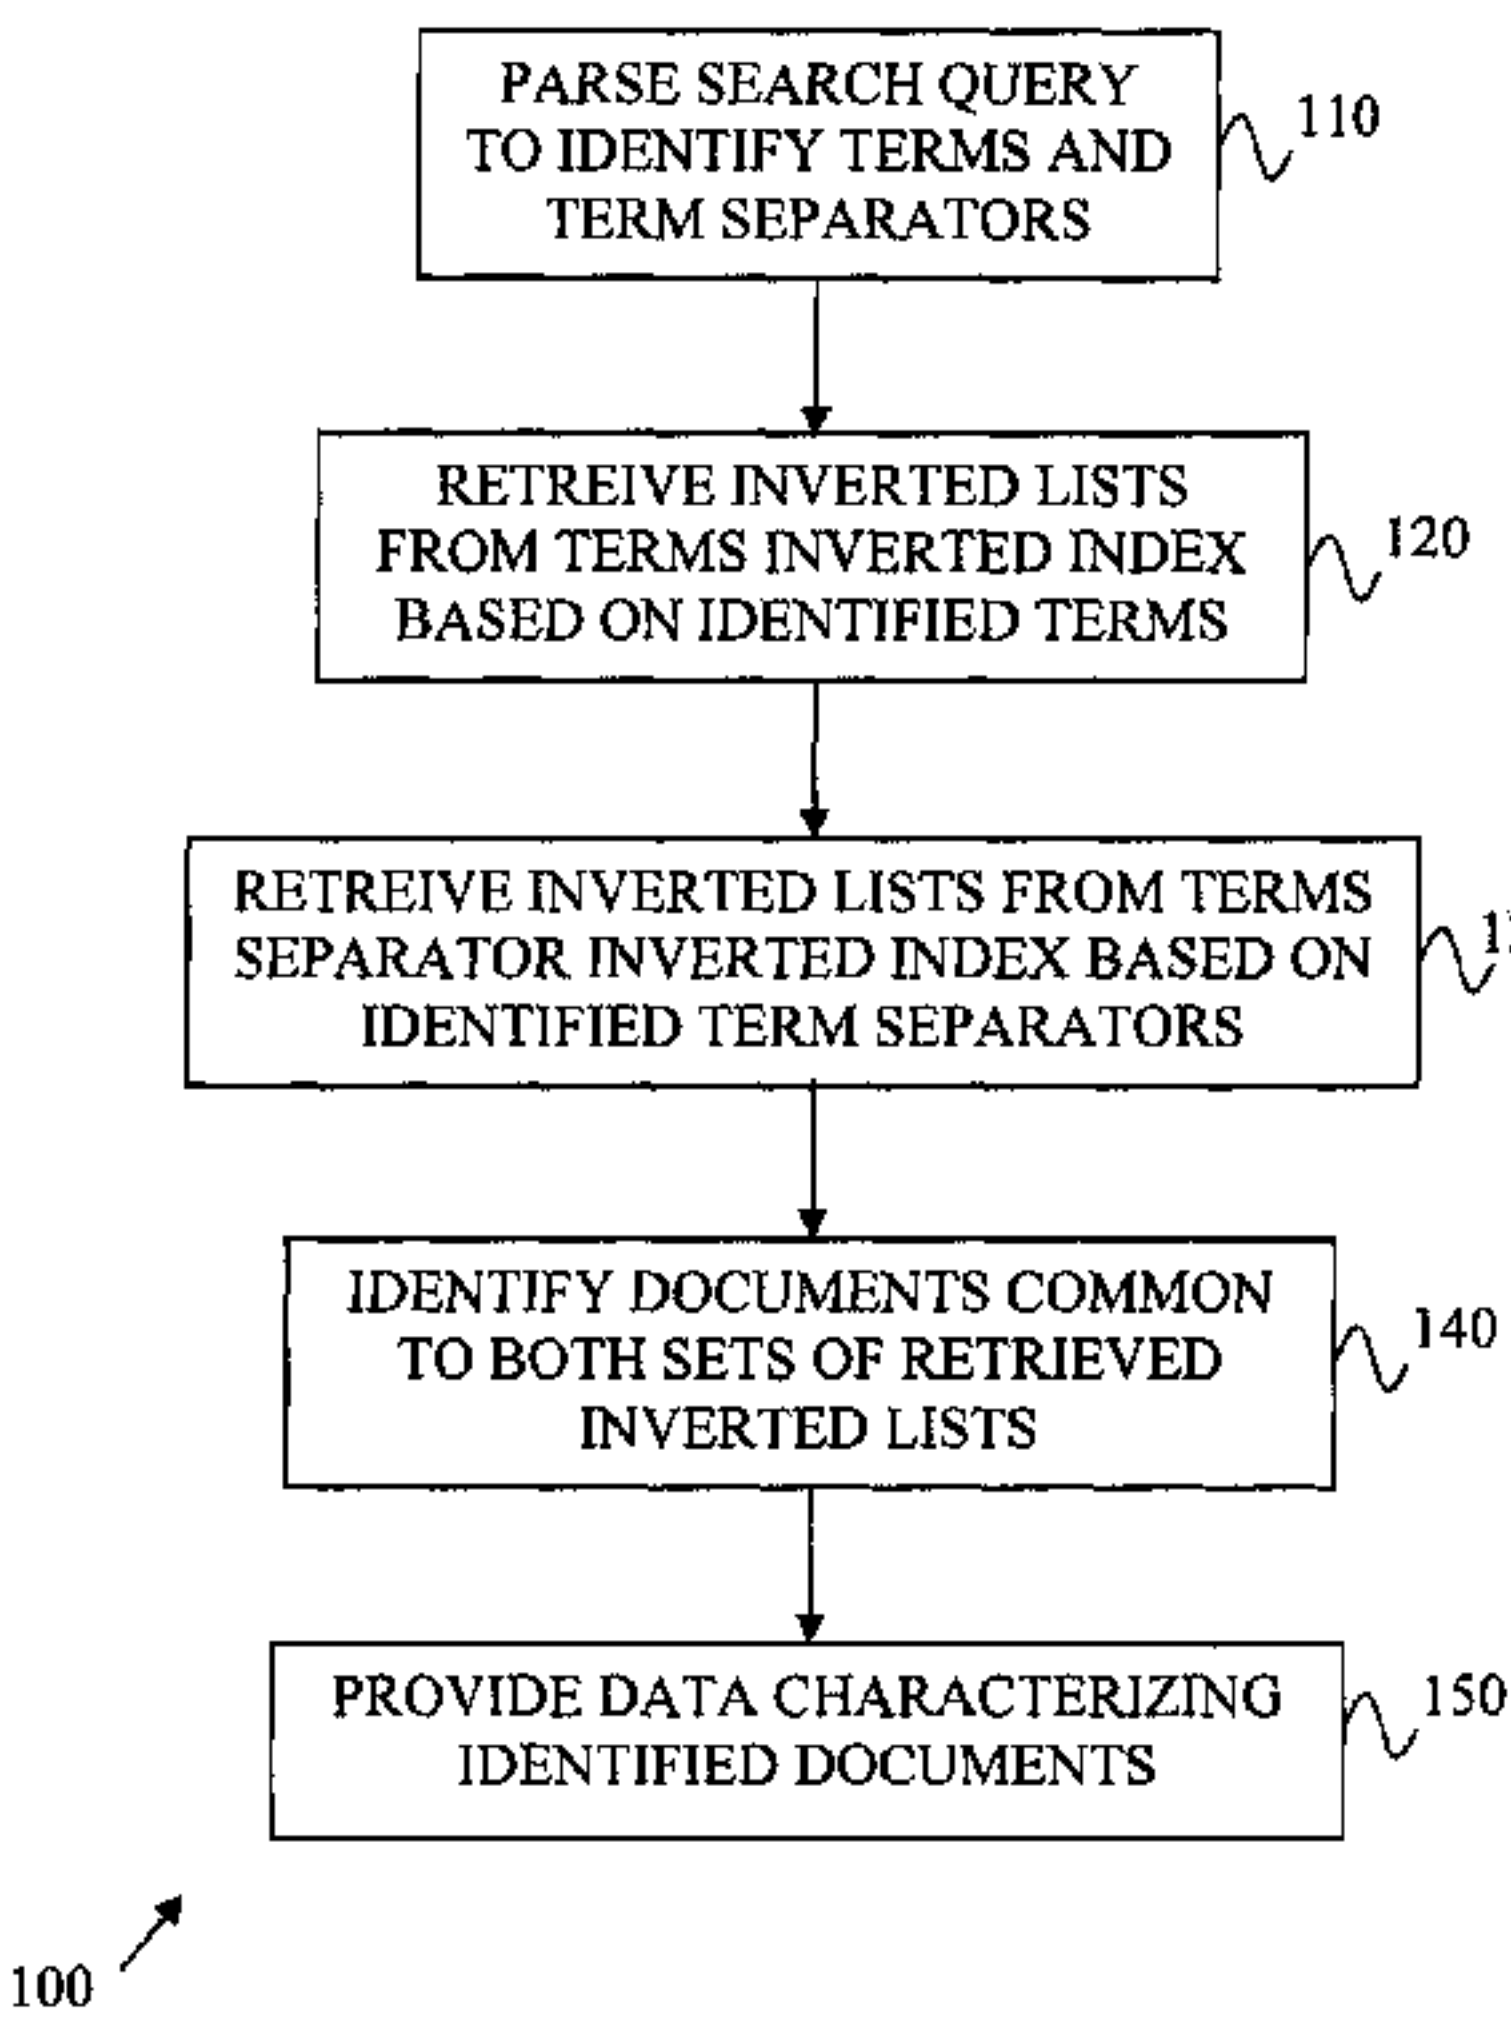 PARSE SEARCH QUERY
TO IDENTIFY TERMS AND
TERM SEPARATORS
110
RETREIVE INVERTED LISTS
FROM TERMS INVERTED INDEX
BASED ON IDENTIFIED TERMS
120
RETREIVE INVERTED LISTS FROM TERMS
SEPARATOR INVERTED INDEX BASED ON
IDENTIFIED TERM SEPARATORS
IDENTIFY DOCUMENTS COMMON
TO BOTH SETS OF RETRIEVED
INVERTED LISTS
140
PROVIDE DATA CHARACTERIZING
IDENTIFIED DOCUMENTS
150
100